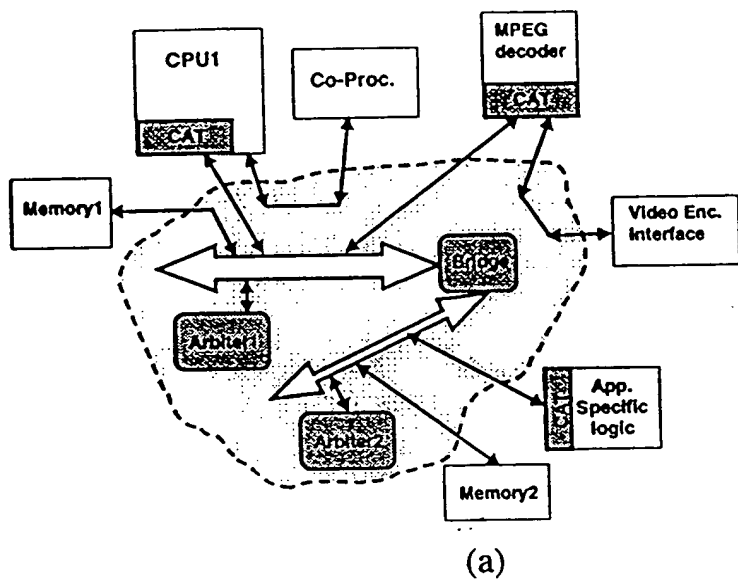 CPU1
CAT
Co-Proc.
MPEG
decoder
CAT
Memory1
Video Enc.
Interface
Bridge
Arbiter1
Arbiter2
CAT
App.
Specific
logic
Memory2
(a)